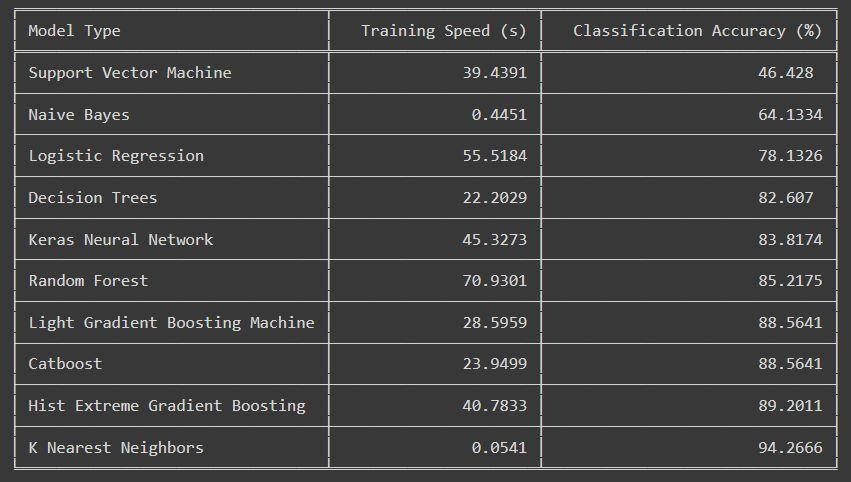 Model Type Training Speed (s) Classification Accuracy (%)
Support Vector Machine 39.4391 46.428
Naive Bayes 0.4451 64.1334
Logistic Regression 55.5184 78.1326
Decision Trees 22.2029 82.607
Keras Neural Network 45.3273 83.8174
Random Forest 70.9301 85.2175
Light Gradient Boosting Machine 28.5959 88.5641
Catboost 23.9499 88.5641
Hist Extreme Gradient Boosting 40.7833 89.2011
K Nearest Neighbors 0.0541 94.2666